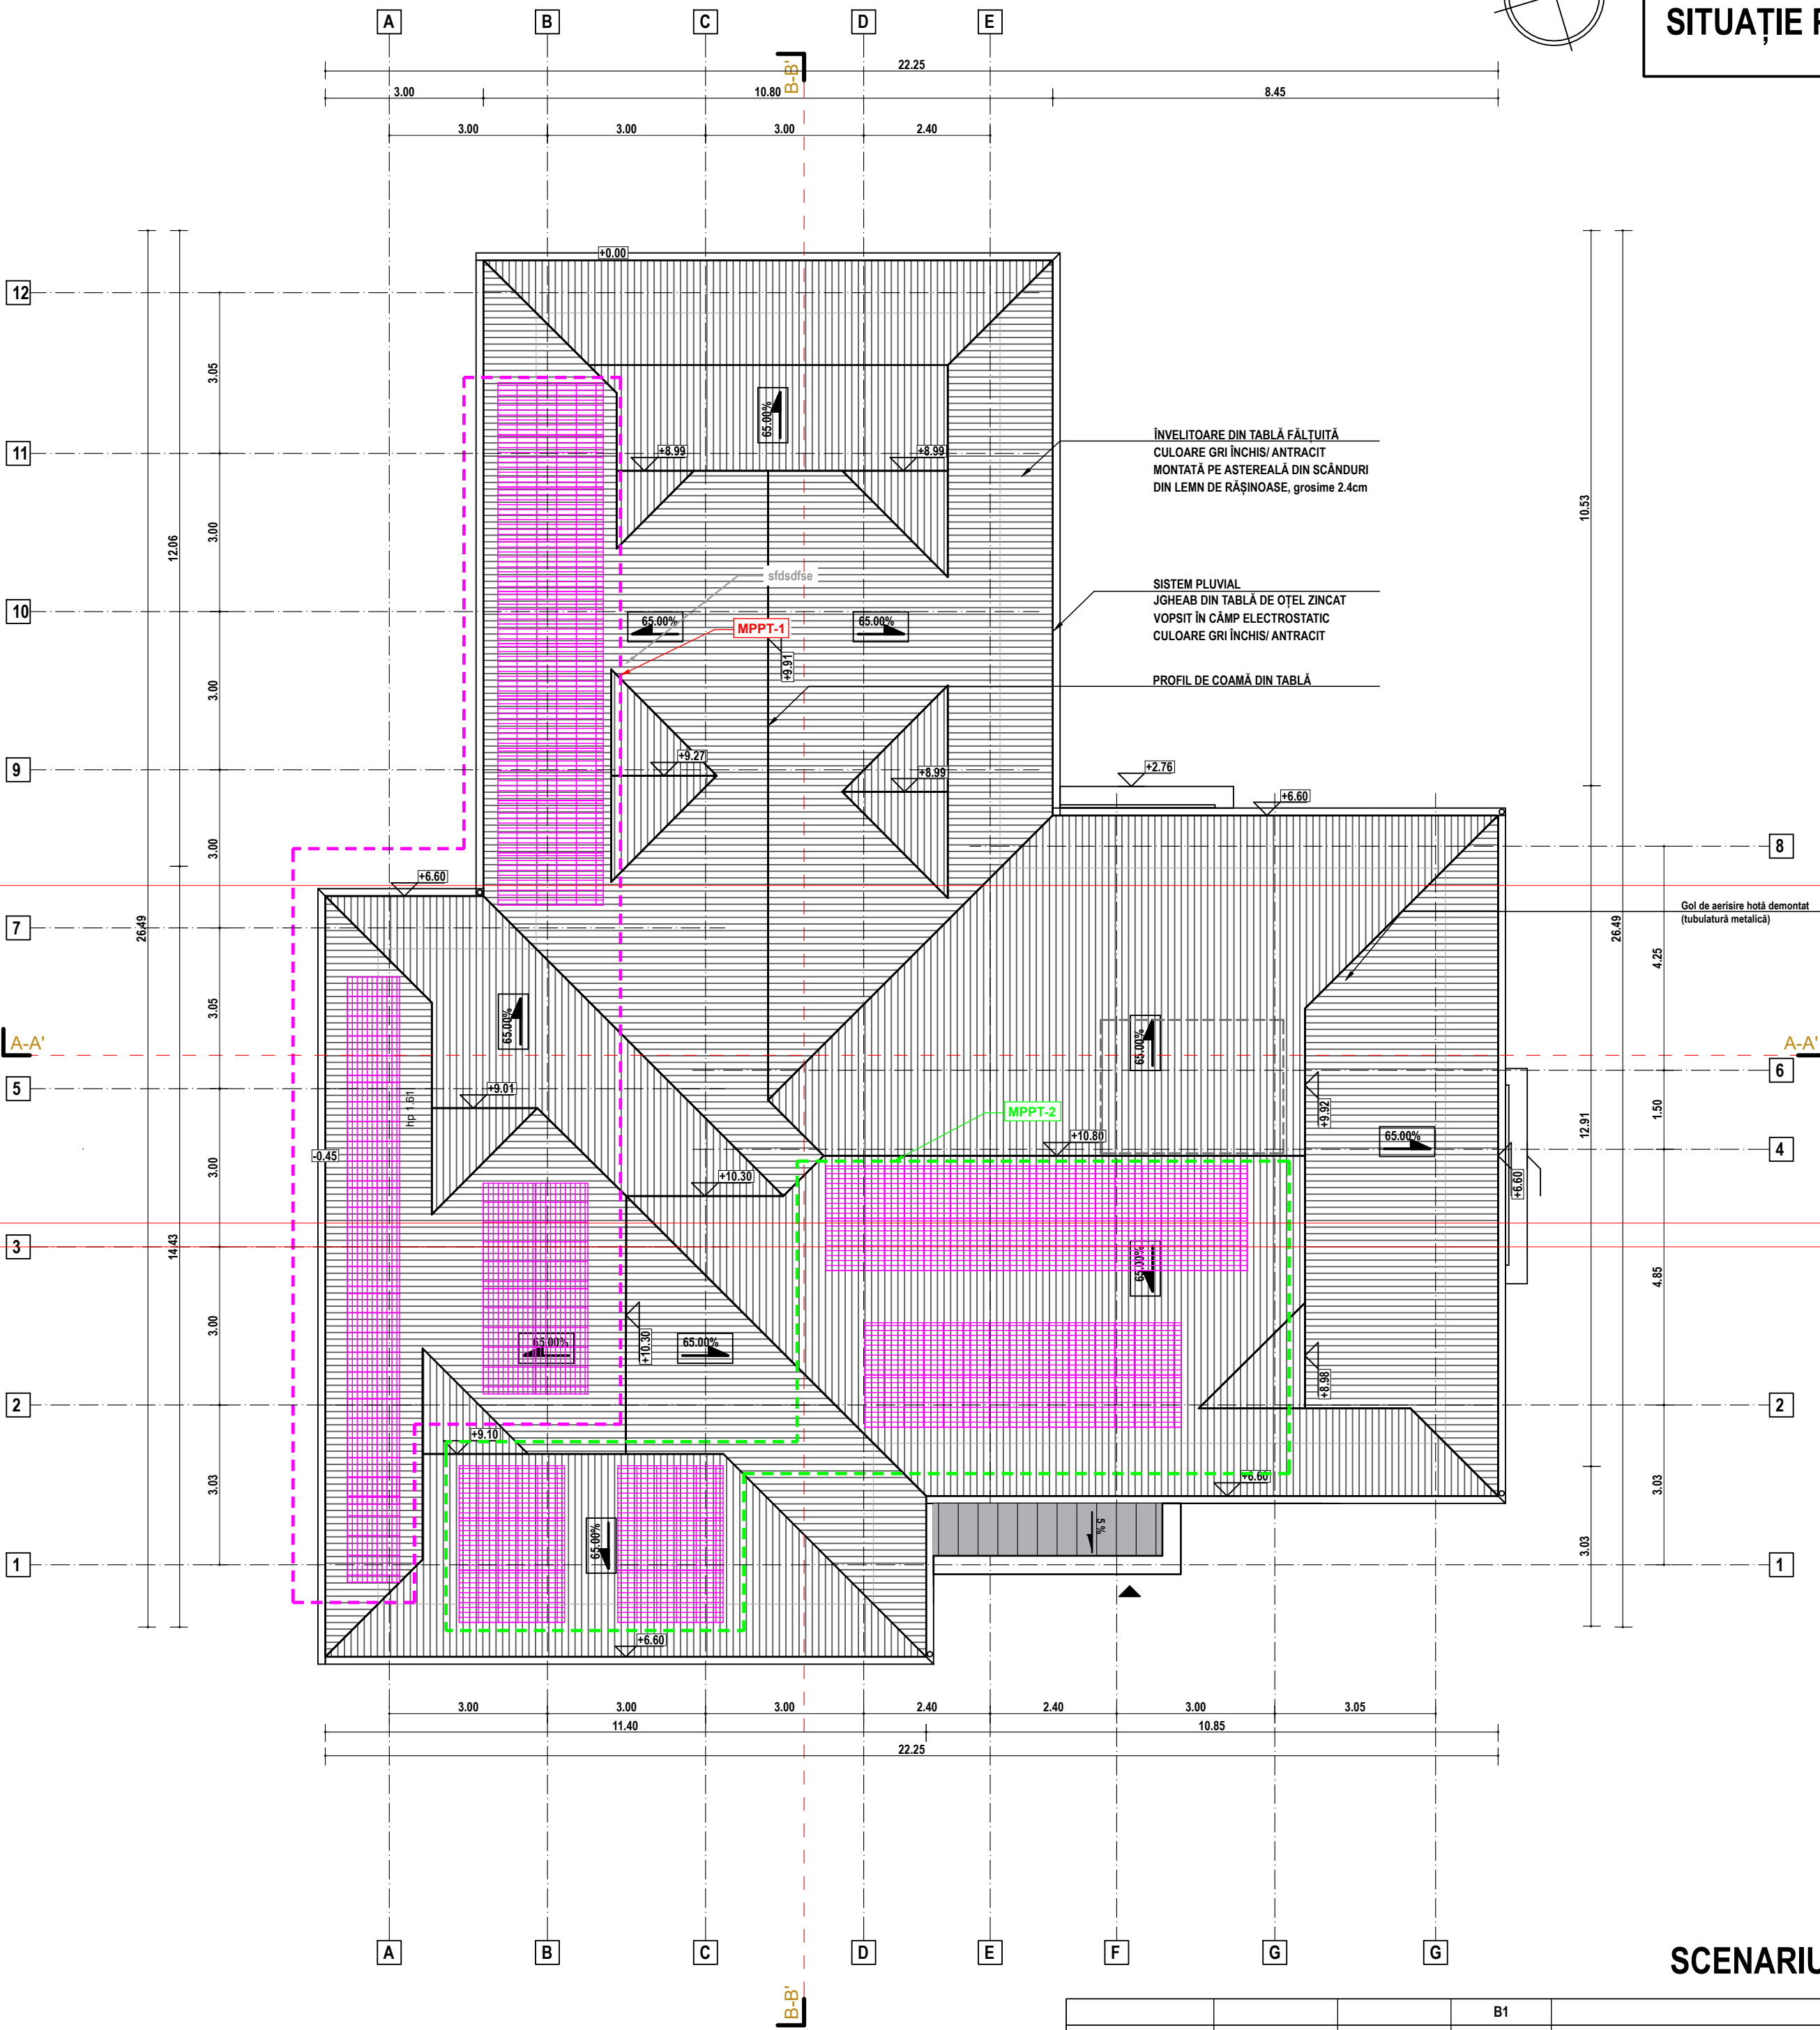 SITUAȚIE
A
B
C
D
E
B-B'
22.25
3.00
10.80
8.45
3.00
3.00
3.00
2.40
12
11
10
9
7
5
3
2
1
8
6
4
2
1
26.49
12.06
14.43
3.05
3.00
3.00
3.00
3.05
3.00
3.00
3.03
10.53
12.91
3.03
26.49
4.25
1.50
4.85
3.03
+0.00
65.00%
+8.99
+8.99
ÎNVELITOARE DIN TABLĂ FĂLȚUITĂ
CULOARE GRI ÎNCHIS/ ANTRACIT
MONTATĂ PE ASTEREALĂ DIN SCÂNDURI
DIN LEMN DE RĂȘINOASE, grosime 2.4cm
sfdsdfse
SISTEM PLUVIAL
JGHEAB DIN TABLĂ DE OȚEL ZINCAT
VOPSIT ÎN CÂMP ELECTROSTATIC
CULOARE GRI ÎNCHIS/ ANTRACIT
65.00%
MPPT-1
65.00%
+9.91
PROFIL DE COAMĂ DIN TABLĂ
+9.27
+8.99
+2.76
+6.60
+6.60
Gol de aerisire hotă demontat
(tubulatură metalică)
A-A'
A-A'
65.00%
65.00%
+9.01
hp 1.61
MPPT-2
+9.92
+10.80
65.00%
-0.45
+10.30
+6.60
65.00%
65.00%
+10.30
65.00%
+8.98
+9.10
+6.60
65.00%
5 %
+6.60
3.00
3.00
3.00
2.40
2.40
3.00
3.05
11.40
10.85
22.25
A
B
C
D
E
F
G
G
B-B'
SCENARIU
B1